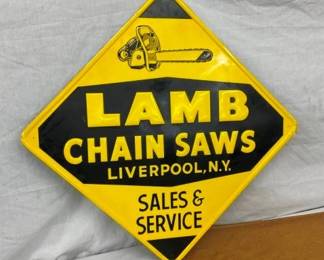 LAMB
CHAIN SAWS
LIVERPOOL, N.Y.
SALES &
SERVICE